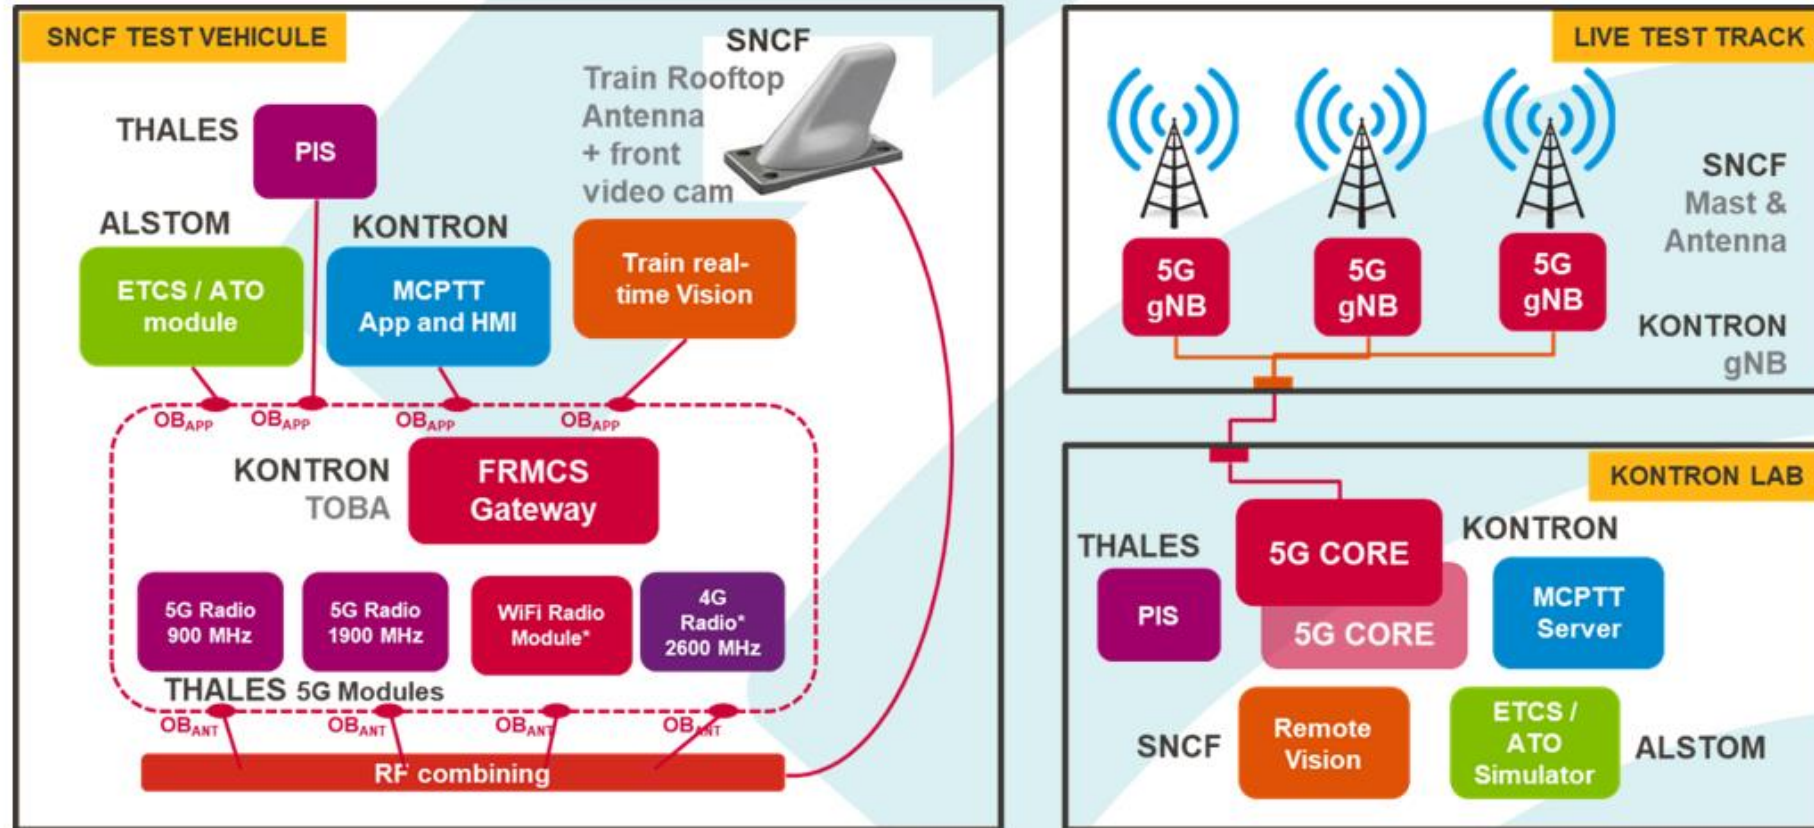 SNCF TEST VEHICULE
SNCF
Train Rooftop
Antenna
+ front
video cam
THALES
PIS
ALSTOM
KONTRON
ETCS / ATO
module
MCPTT
App and HMI
Train real-
time Vision
OBAPP
OBAPP
OBAPP
OBAPP
KONTRON
TOBA
FRMCS
Gateway
5G Radio
900 MHz
5G Radio
1900 MHz
WiFi Radio
Module*
4G
Radio*
2600 MHz
THALES 5G Modules
OBANT
OBANT
OBANT
OBANT
RF combining
LIVE TEST TRACK
SNCF
Mast &
Antenna
5G
gNB
5G
gNB
5G
gNB
KONTRON
gNB
KONTRON LAB
THALES
5G CORE
KONTRON
PIS
5G CORE
MCPTT
Server
SNCF
Remote
Vision
ETCS /
ATO
Simulator
ALSTOM